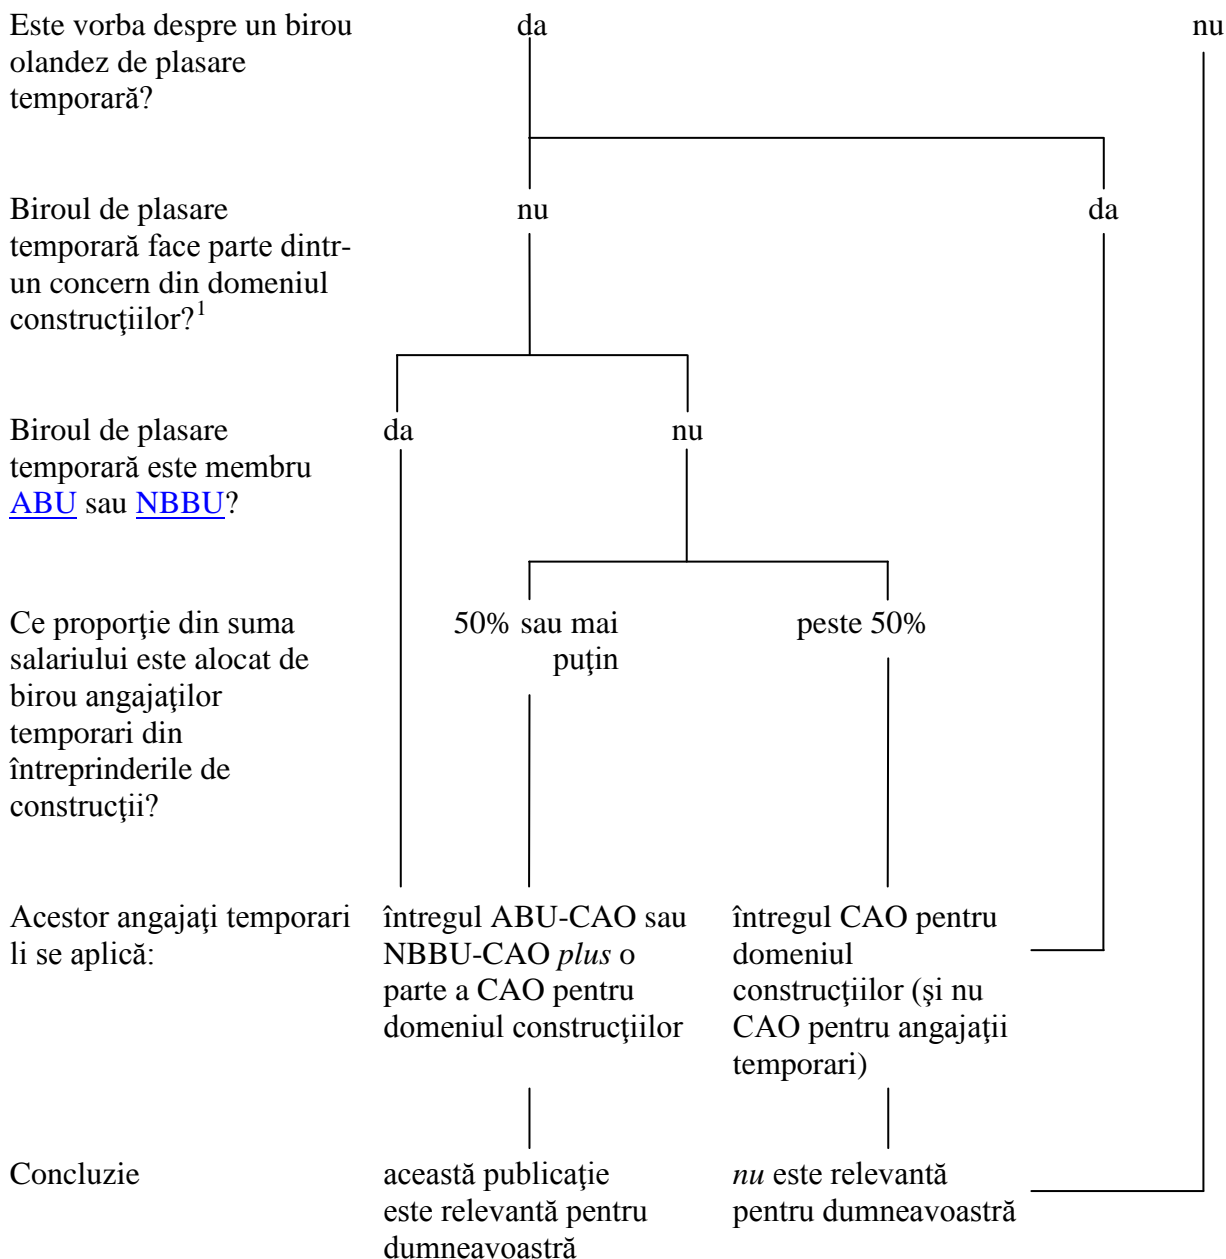 Este vorba despre un birou
olandez de plasare
temporară?
da
nu
Biroul de plasare
temporară face parte dintr-
un concern din domeniul
construcţiilor?1
nu
da
Biroul de plasare
temporară este membru
ABU sau NBBU?
da
nu
Ce proporţie din suma
salariului este alocat de
birou angajaţilor
temporari din
întreprinderile de
construcţii?
50% sau mai
puţin
peste 50%
Acestor angajaţi temporari
li se aplică:
întregul ABU-CAO sau
NBBU-CAO plus o
parte a CAO pentru
domeniul construcţiilor
întregul CAO pentru
domeniul
construcţiilor (şi nu
CAO pentru angajaţii
temporari)
Concluzie
această publicaţie
este relevantă pentru
dumneavoastră
nu este relevantă
pentru dumneavoastră